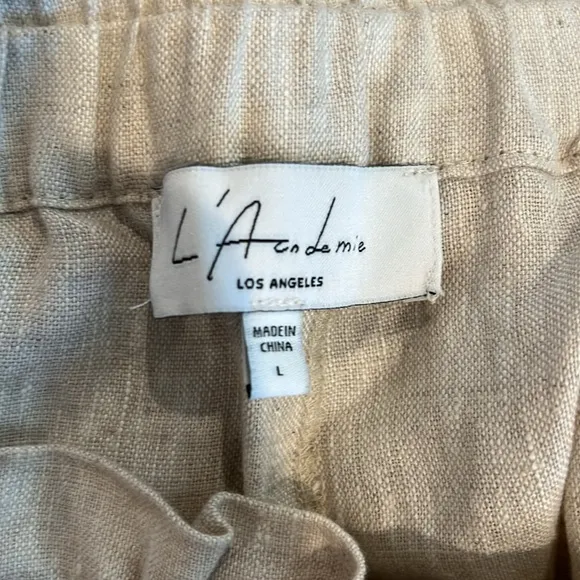 L'Academie
LOS ANGELES
MADE IN
CHINA
L